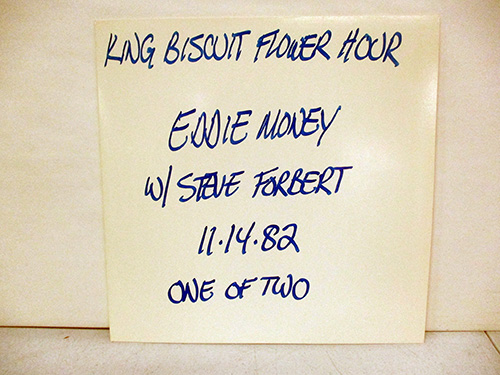 KING BISCUIT FLOWER HOUR
EDDIE MONEY
W/ STEVE FORBERT
11.14.82
ONE OF TWO